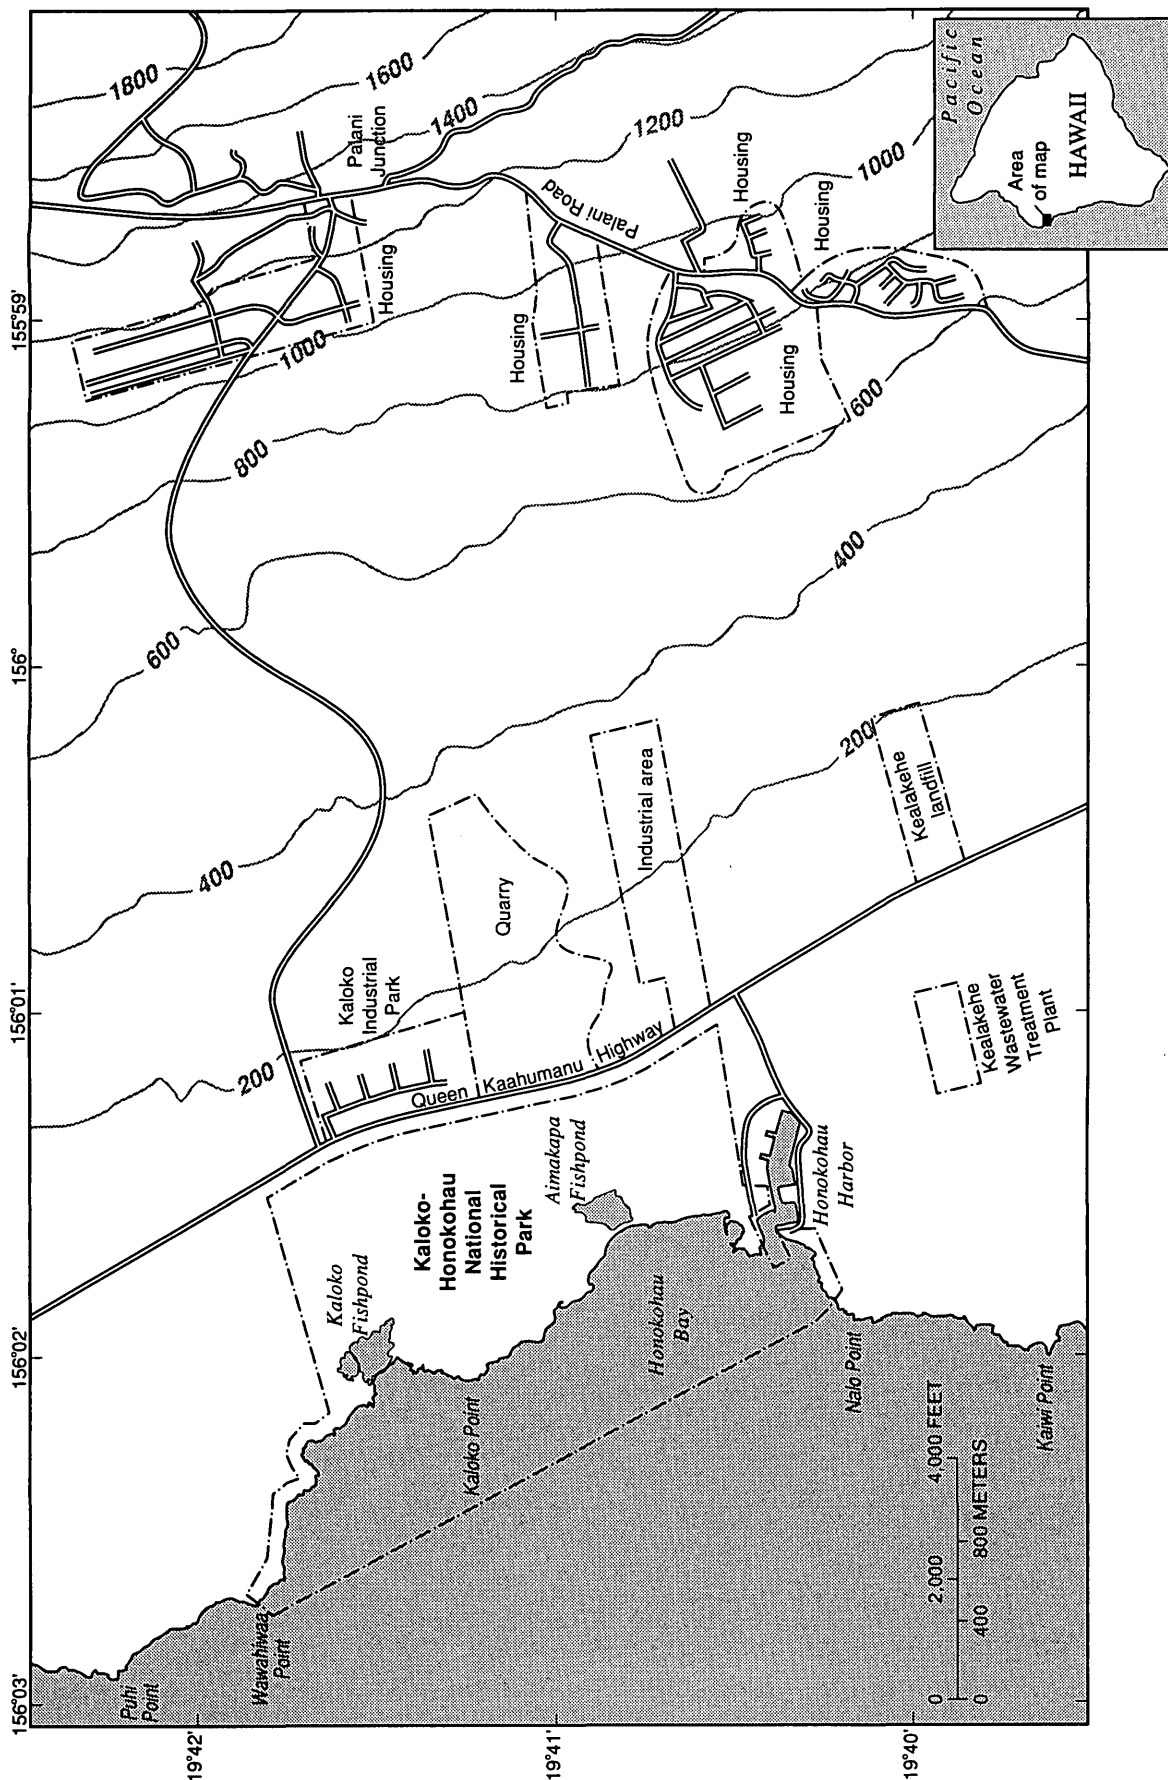 156°03'
156°02'
156°01'
156°
155°59'
19°42'
19°41'
19°40'
Puhi
Point
Wawahiwaa
Point
Kaloko
Fishpond
Kaloko-
Honokohau
National
Historical
Park
Kaloko Point
Aimakapa
Fishpond
Honokohau
Bay
Honokohau
Harbor
Nalo Point
Kaiwi Point
Queen Kaahumanu Highway
Kaloko
Industrial
Park
Quarry
Industrial area
Kealakehe
landfill
Kealakehe
Wastewater
Treatment
Plant
200
200
400
400
600
600
800
1000
1000
1200
1400
1600
1800
Housing
Housing
Housing
Housing
Housing
Palani
Junction
Palani Road
0 2,000 4,000 FEET
0 400 800 METERS
Pacific
Ocean
Area
of map
HAWAII